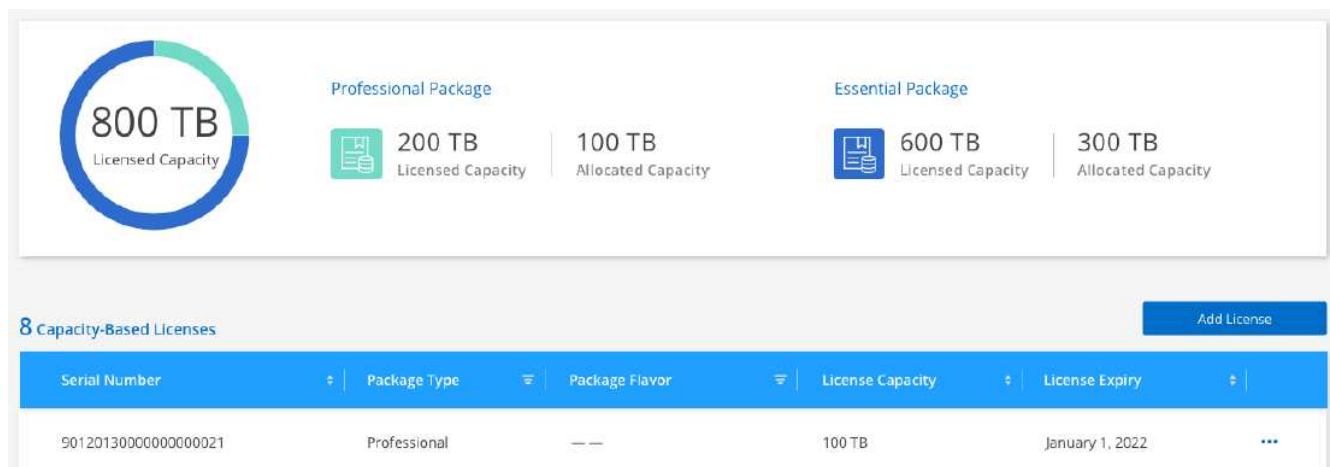 800 TB
Licensed Capacity
Professional Package
200 TB
Licensed Capacity
100 TB
Allocated Capacity
Essential Package
600 TB
Licensed Capacity
300 TB
Allocated Capacity
8 Capacity-Based Licenses
Add License
Serial Number Package Type Package Flavor License Capacity License Expiry
90120130000000000021 Professional — — 100 TB January 1, 2022 •••